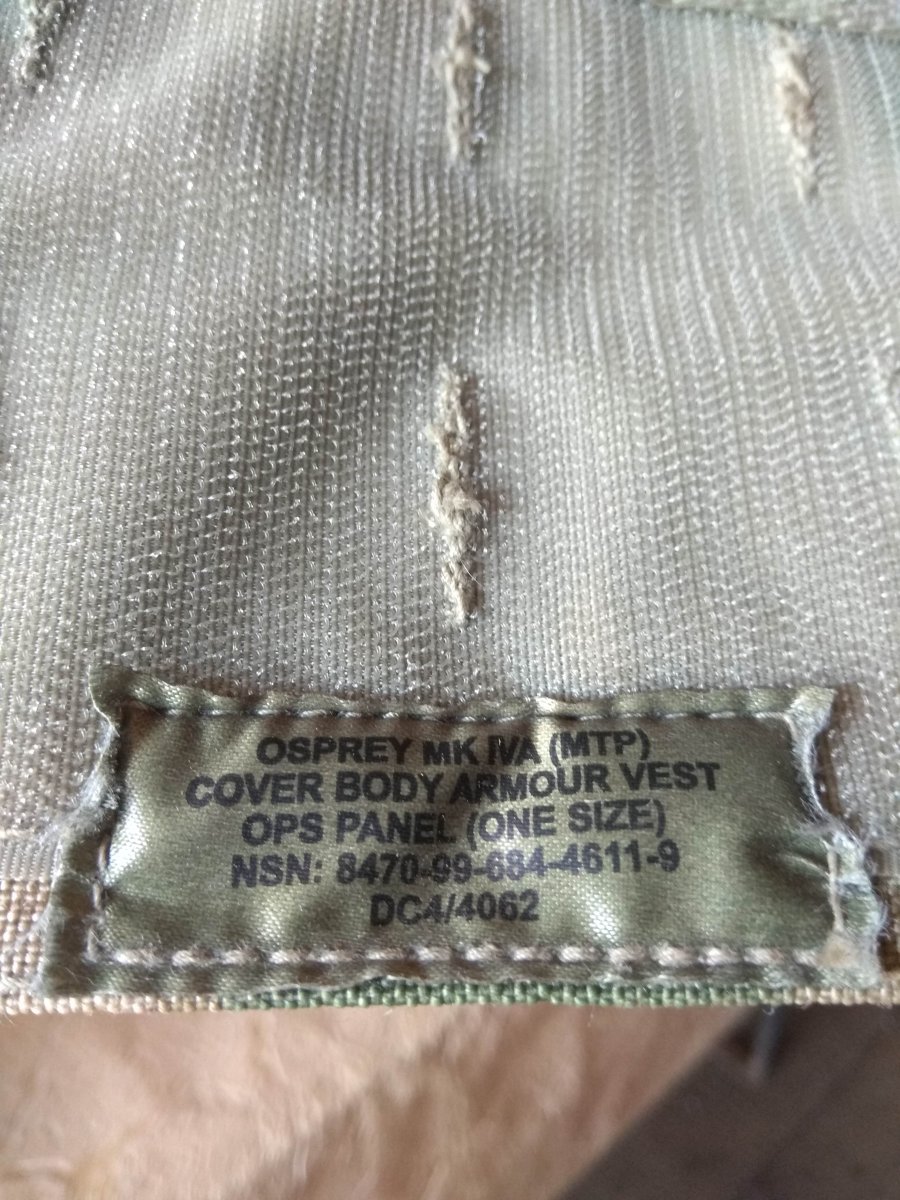 OSPREY MK IVA (MTP)
COVER BODY ARMOUR VEST
OPS PANEL (ONE SIZE)
NSN: 8470-99-684-4611-9
DC4/4062